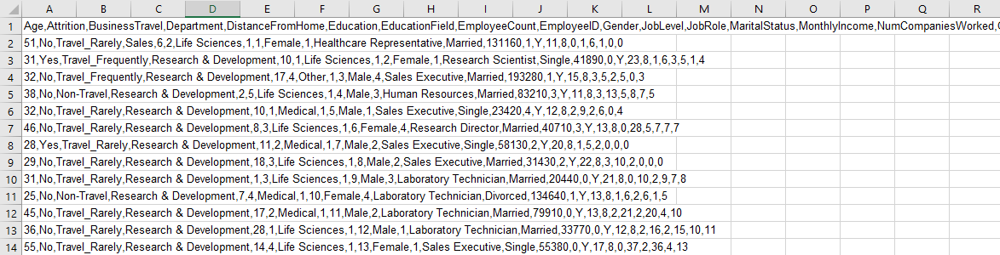 A B C D E F G H I J K L M N O P Q R
1 Age,Attrition,BusinessTravel,Department,DistanceFromHome,Education,EducationField,EmployeeCount,EmployeeID,Gender,JobLevel,JobRole,MaritalStatus,MonthlyIncome,NumCompaniesWorked,
2 51,No,Travel_Rarely,Sales,6,2,Life Sciences,1,1,Female,1,Healthcare Representative,Married,131160,1,Y,11,8,0,1,6,1,0,0
3 31,Yes,Travel_Frequently,Research & Development,10,1,Life Sciences,1,2,Female,1,Research Scientist,Single,41890,0,Y,23,8,1,6,3,5,1,4
4 32,No,Travel_Frequently,Research & Development,17,4,Other,1,3,Male,4,Sales Executive,Married,193280,1,Y,15,8,3,5,2,5,0,3
5 38,No,Non-Travel,Research & Development,2,5,Life Sciences,1,4,Male,3,Human Resources,Married,83210,3,Y,11,8,3,13,5,8,7,5
6 32,No,Travel_Rarely,Research & Development,10,1,Medical,1,5,Male,1,Sales Executive,Single,23420,4,Y,12,8,2,9,2,6,0,4
7 46,No,Travel_Rarely,Research & Development,8,3,Life Sciences,1,6,Female,4,Research Director,Married,40710,3,Y,13,8,0,28,5,7,7,7
8 28,Yes,Travel_Rarely,Research & Development,11,2,Medical,1,7,Male,2,Sales Executive,Single,58130,2,Y,20,8,1,5,2,0,0,0
9 29,No,Travel_Rarely,Research & Development,18,3,Life Sciences,1,8,Male,2,Sales Executive,Married,31430,2,Y,22,8,3,10,2,0,0,0
10 31,No,Travel_Rarely,Research & Development,1,3,Life Sciences,1,9,Male,3,Laboratory Technician,Married,20440,0,Y,21,8,0,10,2,9,7,8
11 25,No,Non-Travel,Research & Development,7,4,Medical,1,10,Female,4,Laboratory Technician,Divorced,134640,1,Y,13,8,1,6,2,6,1,5
12 45,No,Travel_Rarely,Research & Development,17,2,Medical,1,11,Male,2,Laboratory Technician,Married,79910,0,Y,13,8,2,21,2,20,4,10
13 36,No,Travel_Rarely,Research & Development,28,1,Life Sciences,1,12,Male,1,Laboratory Technician,Married,33770,0,Y,12,8,2,16,2,15,10,11
14 55,No,Travel_Rarely,Research & Development,14,4,Life Sciences,1,13,Female,1,Sales Executive,Single,55380,0,Y,17,8,0,37,2,36,4,13